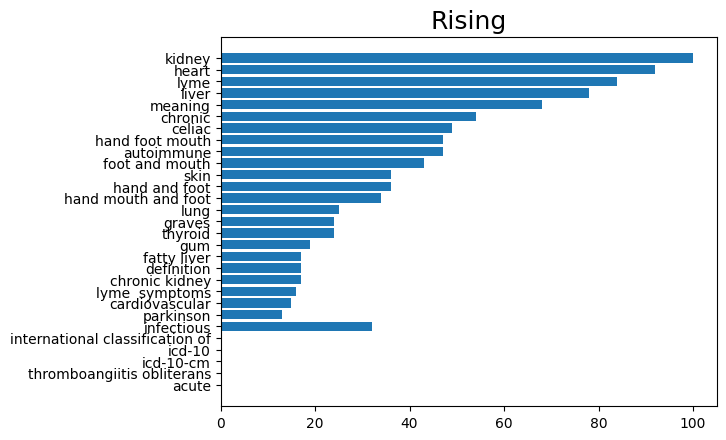 Rising
kidney
heart
lyme
liver
meaning
chronic
celiac
hand foot mouth
autoimmune
foot and mouth
skin
hand and foot
hand mouth and foot
lung
graves
thyroid
gum
fatty liver
definition
chronic kidney
lyme  symptoms
cardiovascular
parkinson
infectious
international classification of
icd-10
icd-10-cm
thromboangiitis obliterans
acute
0 20 40 60 80 100